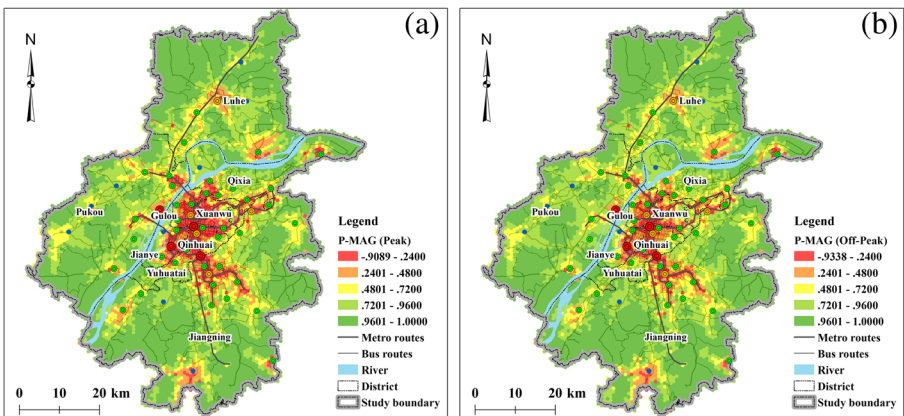 (a)
N
Luhe
Qixia
Pukou
Gulou
Xuanwu
Qinhuai
Jianye
Yuhuatai
Jiangning
Legend
P-MAG (Peak)
-.9089 - .2400
.2401 - .4800
.4801 - .7200
.7201 - .9600
.9601 - 1.0000
Metro routes
Bus routes
River
District
Study boundary
0 10 20 km
(b)
N
Luhe
Qixia
Pukou
Gulou
Xuanwu
Qinhuai
Jianye
Yuhuatai
Jiangning
Legend
P-MAG (Off-Peak)
-.9338 - .2400
.2401 - .4800
.4801 - .7200
.7201 - .9600
.9601 - 1.0000
Metro routes
Bus routes
River
District
Study boundary
0 10 20 km